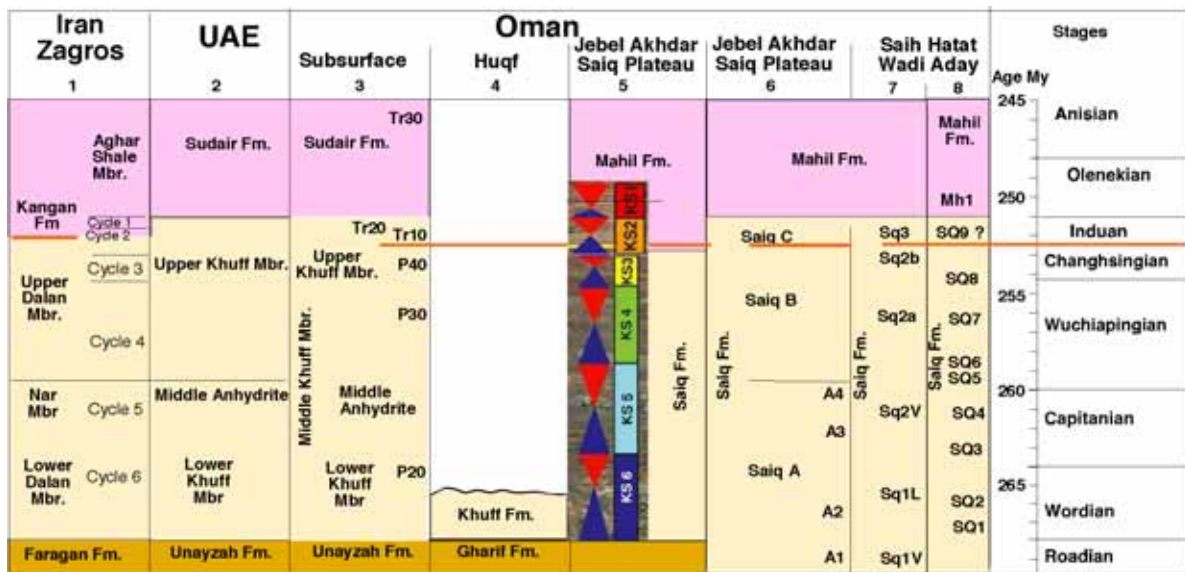 Iran
Zagros
1
UAE
2
Oman
Subsurface
3
Huqf
4
Jebel Akhdar
Saiq Plateau
5
Jebel Akhdar
Saiq Plateau
6
Saih Hatat
Wadi Aday
7 8
Stages
Age My
Aghar
Shale
Mbr.
Kangan
Fm
Cycle 1
Cycle 2
Cycle 3
Upper
Dalan
Mbr.
Cycle 4
Nar
Mbr
Cycle 5
Lower
Dalan
Mbr.
Cycle 6
Faragan Fm.
Sudair Fm.
Upper Khuff Mbr.
Middle Anhydrite
Lower
Khuff
Mbr
Unayzah Fm.
Tr30
Sudair Fm.
Tr20
Tr10
Upper
Khuff Mbr.
P40
P30
Middle Khuff Mbr.
Middle
Anhydrite
Lower
Khuff
Mbr
P20
Unayzah Fm.
Khuff Fm.
Gharif Fm.
Mahil Fm.
KS1
KS2
KS3
KS 4
KS 5
KS 6
Saiq Fm.
Mahil Fm.
Saiq C
Saiq B
Saiq Fm.
A4
A3
Saiq A
A2
A1
Sq3
Sq2b
Sq2a
Saiq Fm.
Sq2V
Sq1L
Sq1V
Mahil
Fm.
Mh1
SQ9 ?
SQ8
SQ7
Saiq Fm.
SQ6
SQ5
SQ4
SQ3
SQ2
SQ1
245
250
255
260
265
Anisian
Olenekian
Induan
Changhsingian
Wuchiapingian
Capitanian
Wordian
Roadian